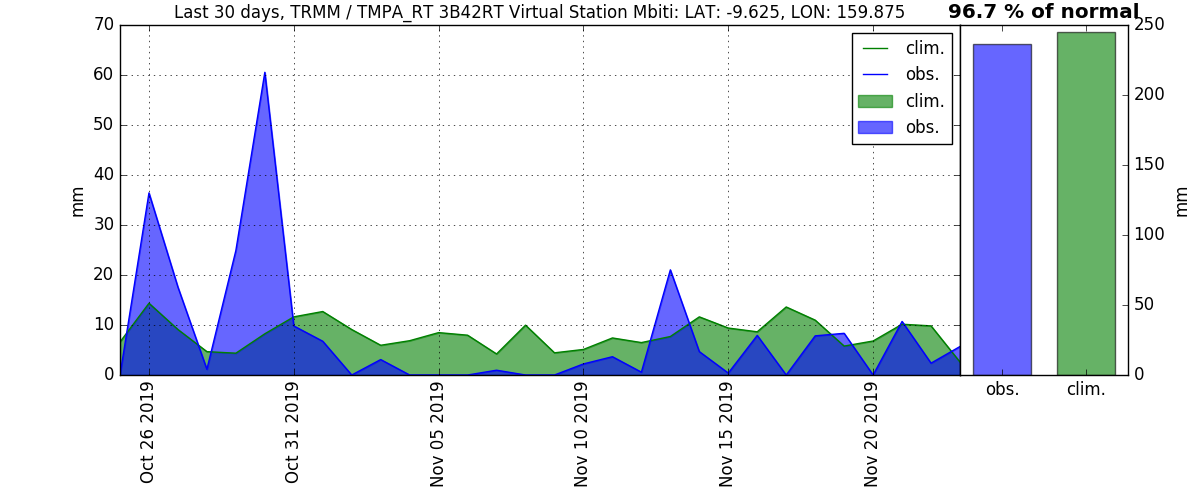 Last 30 days, TRMM / TMPA_RT 3B42RT Virtual Station Mbiti: LAT: -9.625, LON: 159.875
96.7 % of normal
70
60
50
40
30
20
10
0
mm
clim.
obs.
clim.
obs.
250
200
150
100
50
0
mm
obs.
clim.
Oct 26 2019
Oct 31 2019
Nov 05 2019
Nov 10 2019
Nov 15 2019
Nov 20 2019